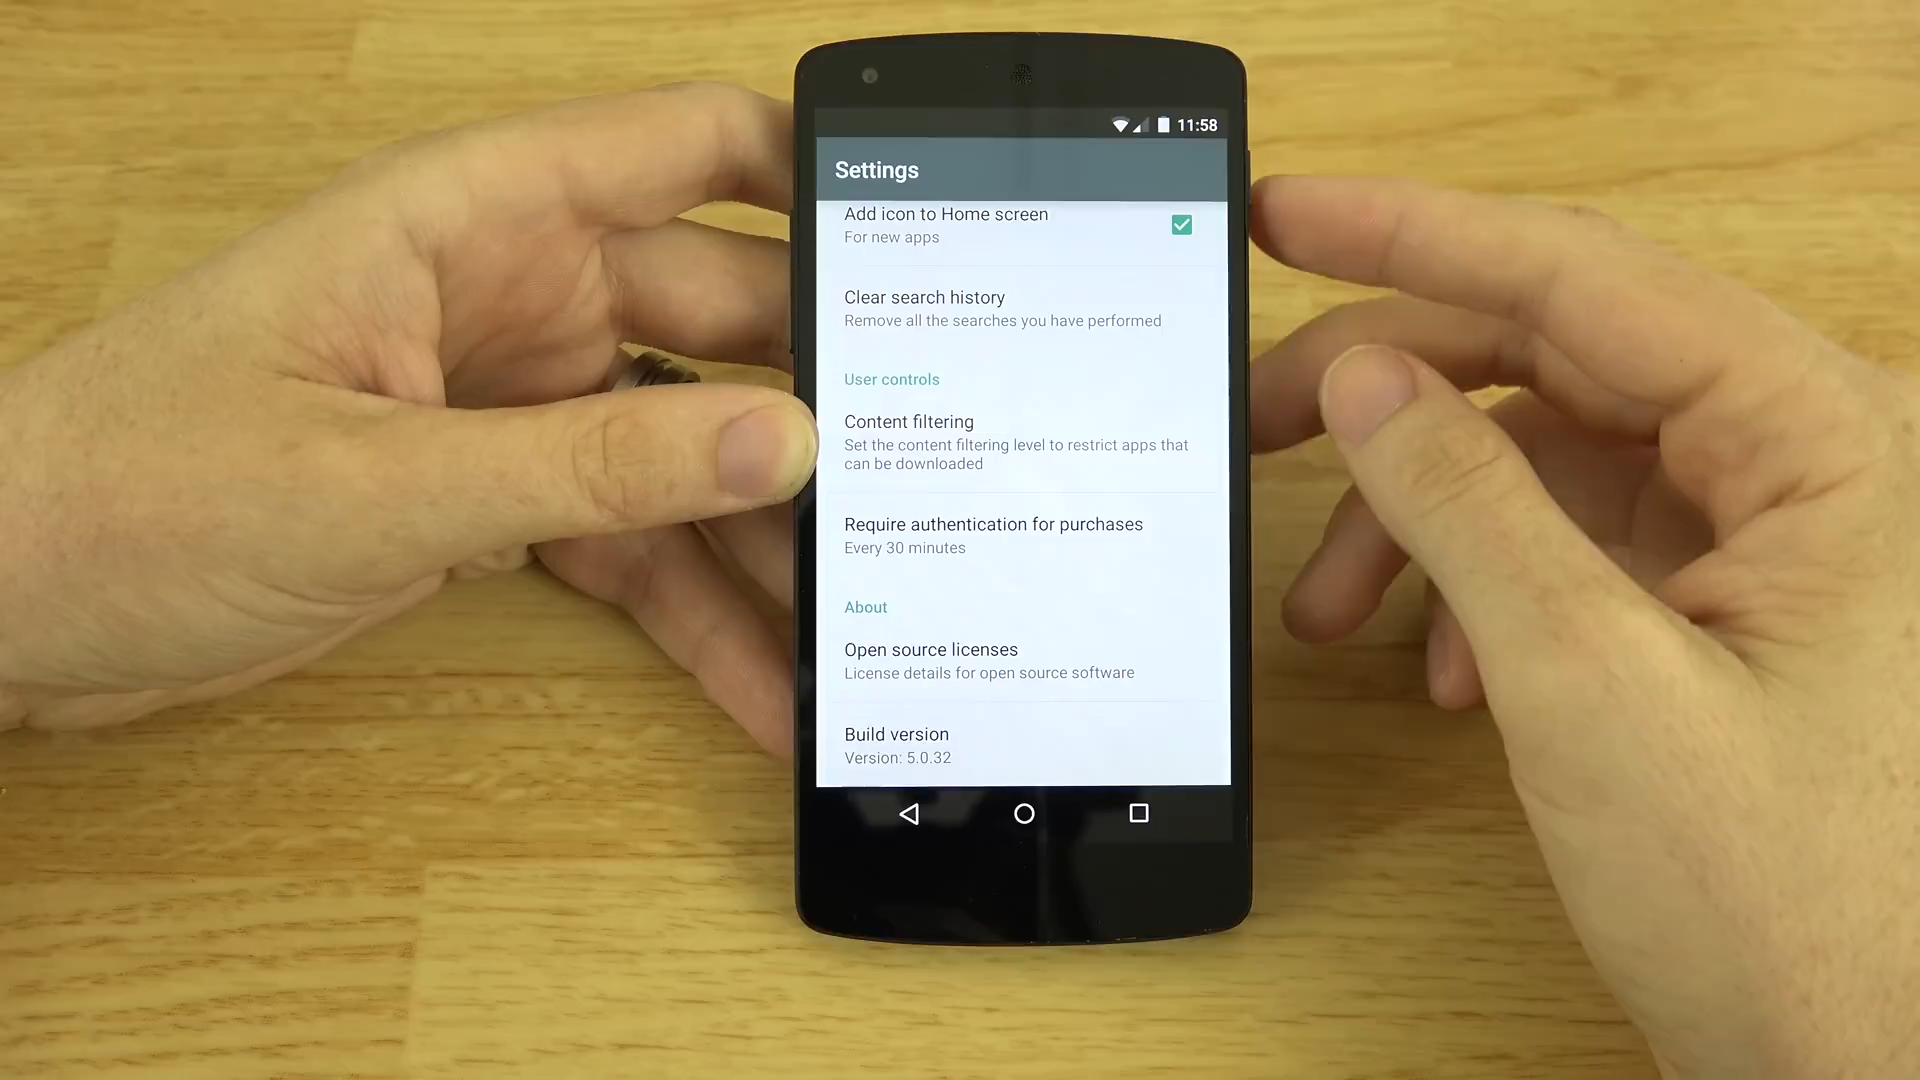 11:58
Settings
Add icon to Home screen
For new apps
Clear search history
Remove all the searches you have performed
User controls
Content filtering
Set the content filtering level to restrict apps that
can be downloaded
Require authentication for purchases
Every 30 minutes
About
Open source licenses
License details for open source software
Build version
Version: 5.0.32